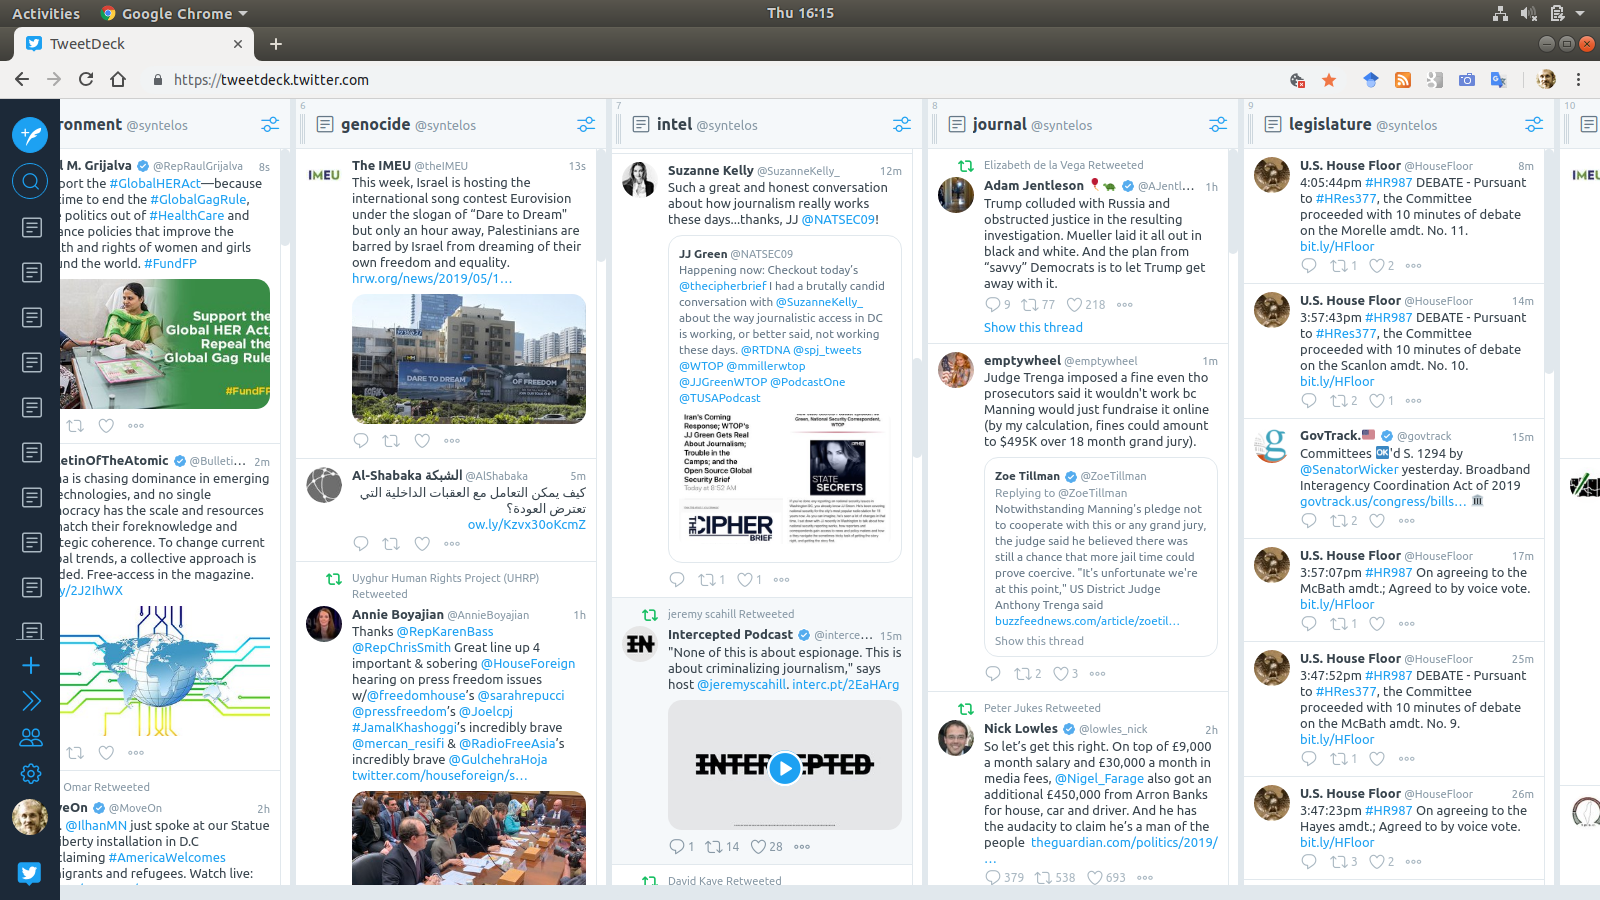 Activities
Google Chrome
Thu 16:15
TweetDeck
https://tweetdeck.twitter.com
ronment @syntelos
l M. Grijalva @RepRaulGrijalva 8s
port the #GlobalHERAct—because
time to end the #GlobalGagRule,
politics out of #HealthCare and
ance policies that improve the
lth and rights of women and girls
und the world. #FundFP
Support the
Global HER Act.
Repeal the
Global Gag Rule
#FundFP
letinOfTheAtomic @Bulleti... 2m
na is chasing dominance in emerging
technologies, and no single
mocracy has the scale and resources
match their foreknowledge and
tegic coherence. To change current
bal trends, a collective approach is
ded. Free-access in the magazine.
y/2J2IhWX
Omar Retweeted
veOn @MoveOn 2h
. @IlhanMN just spoke at our Statue
iberty installation in D.C
claiming #AmericaWelcomes
migrants and refugees. Watch live:
6
genocide @syntelos
The IMEU @theIMEU 13s
IMEU
This week, Israel is hosting the
international song contest Eurovision
under the slogan of “Dare to Dream”
but only an hour away, Palestinians are
barred by Israel from dreaming of their
own freedom and equality.
hrw.org/news/2019/05/1…
DARE TO DREAM
OF FREEDOM
Al-Shabaka الشبكة @AlShabaka 5m
كيف يمكن التعامل مع العقبات الداخلية التي
تعترض العودة؟
ow.ly/Kzvx30oKcmZ
Uyghur Human Rights Project (UHRP)
Retweeted
Annie Boyajian @AnnieBoyajian 1h
Thanks @RepKarenBass
@RepChrisSmith Great line up 4
important & sobering @HouseForeign
hearing on press freedom issues
w/@freedomhouse’s @sarahrepucci
@pressfreedom’s @Joelcpj
#JamalKhashoggi’s incredibly brave
@mercan_resifi & @RadioFreeAsia’s
incredibly brave @GulchehraHoja
twitter.com/houseforeign/s…
7
intel @syntelos
Suzanne Kelly @SuzanneKelly_ 12m
Such a great and honest conversation
about how journalism really works
these days...thanks, JJ @NATSEC09!
JJ Green @NATSEC09
Happening now: Checkout today’s
@thecipherbrief I had a brutally candid
conversation with @SuzanneKelly_
about the way journalistic access in DC
is working, or better said, not working
these days. @RTDNA @spj_tweets
@WTOP @mmillerwtop
@JJGreenWTOP @PodcastOne
@TUSAPodcast
Iran's Coming
Response; WTOP's
JJ Green Gets Real
About Journalism;
Trouble in the
Camps; and the
Open Source Global
Security Brief
Today at 8:52 AM
Green, National Security Correspondent,
WTOP
STATE
SECRETS
THE CIPHER
BRIEF
1 1
jeremy scahill Retweeted
Intercepted Podcast @interce... 15m
IN
"None of this is about espionage. This is
about criminalizing journalism," says
host @jeremyscahill. interc.pt/2EaHArg
INTERCEPTED
1 14 28
David Kaye Retweeted
8
journal @syntelos
Elizabeth de la Vega Retweeted
Adam Jentleson 🎈🐢 @AJentl... 1h
Trump colluded with Russia and
obstructed justice in the resulting
investigation. Mueller laid it all out in
black and white. And the plan from
“savvy” Democrats is to let Trump get
away with it.
9 77 218
Show this thread
emptywheel @emptywheel 1m
Judge Trenga imposed a fine even tho
prosecutors said it wouldn't work bc
Manning would just fundraise it online
(by my calculation, fines could amount
to $495K over 18 month grand jury).
Zoe Tillman @ZoeTillman
Replying to @ZoeTillman
Notwithstanding Manning's pledge not
to cooperate with this or any grand jury,
the judge said he believed there was
still a chance that more jail time could
prove coercive. "It's unfortunate we're
at this point," US District Judge
Anthony Trenga said
buzzfeednews.com/article/zoetil…
Show this thread
2 3
Peter Jukes Retweeted
Nick Lowles @lowles_nick 2h
So let’s get this right. On top of £9,000
a month salary and £30,000 a month in
media fees, @Nigel_Farage also got an
additional £450,000 from Arron Banks
for house, car and driver. And he has
the audacity to claim he’s a man of the
people theguardian.com/politics/2019/
…
379 538 693
9
legislature @syntelos
U.S. House Floor @HouseFloor 8m
4:05:44pm #HR987 DEBATE - Pursuant
to #HRes377, the Committee
proceeded with 10 minutes of debate
on the Morelle amdt. No. 11.
bit.ly/HFloor
1 2
U.S. House Floor @HouseFloor 14m
3:57:43pm #HR987 DEBATE - Pursuant
to #HRes377, the Committee
proceeded with 10 minutes of debate
on the Scanlon amdt. No. 10.
bit.ly/HFloor
2 1
GovTrack.🇺🇸 @govtrack 15m
Committees 🆗'd S. 1294 by
@SenatorWicker yesterday. Broadband
Interagency Coordination Act of 2019
govtrack.us/congress/bills… 🏛
2
U.S. House Floor @HouseFloor 17m
3:57:07pm #HR987 On agreeing to the
McBath amdt.; Agreed to by voice vote.
bit.ly/HFloor
1
U.S. House Floor @HouseFloor 25m
3:47:52pm #HR987 DEBATE - Pursuant
to #HRes377, the Committee
proceeded with 10 minutes of debate
on the McBath amdt. No. 9.
bit.ly/HFloor
1
U.S. House Floor @HouseFloor 26m
3:47:23pm #HR987 On agreeing to the
Hayes amdt.; Agreed to by voice vote.
bit.ly/HFloor
3 2
10
IMEU